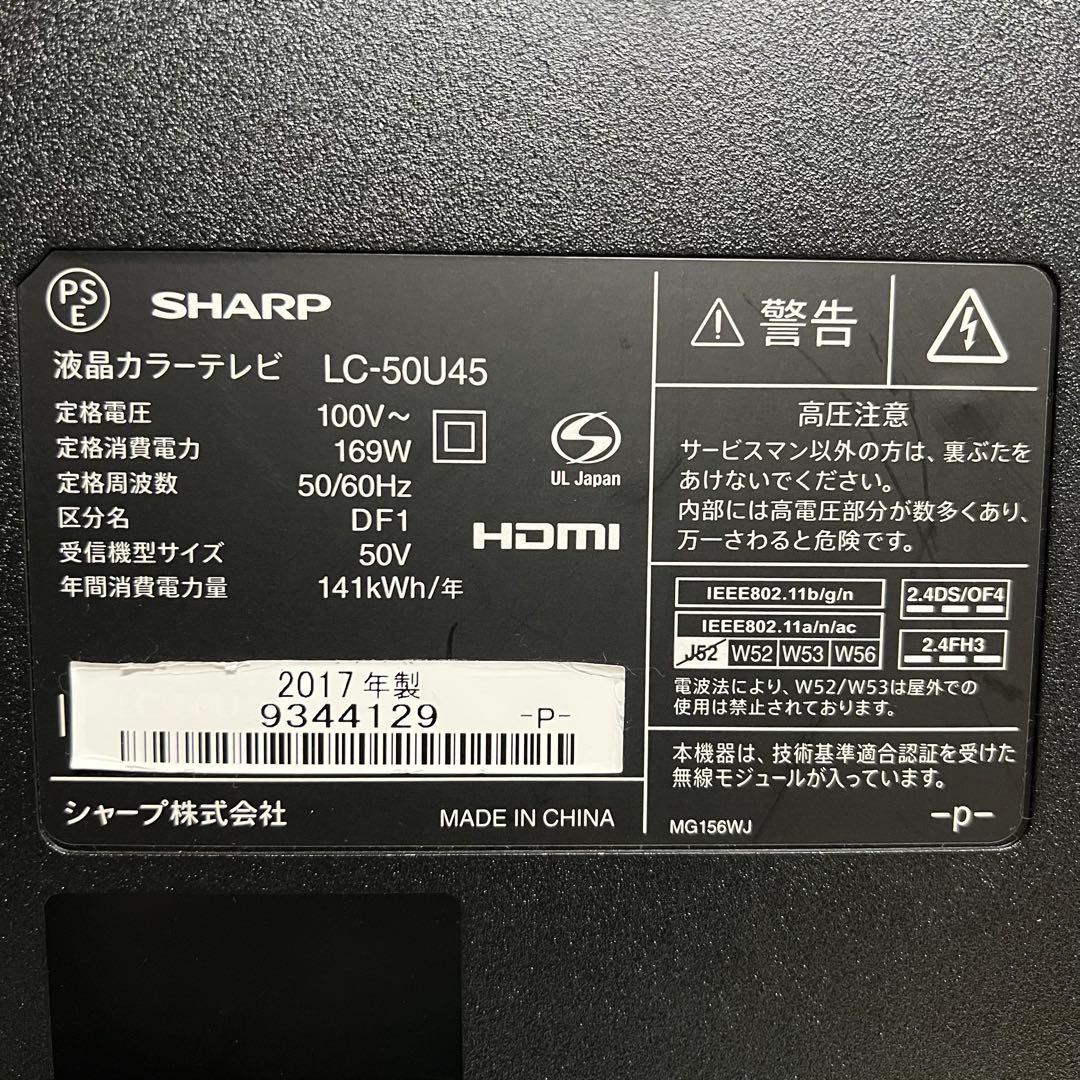 PS
E
SHARP
液晶カラーテレビ LC-50U45
定格電圧 100V~
定格消費電力 169W
定格周波数 50/60Hz
区分名 DF1
受信機型サイズ 50V
年間消費電力量 141kWh/年
S
UL Japan
HDMI
2017年製
9344129 -P-
シャープ株式会社 MADE IN CHINA
警告
高圧注意
サービスマン以外の方は、裏ぶたを
あけないでください。
内部には高電圧部分が数多くあり、
万一さわると危険です。
IEEE802.11b/g/n
2.4DS/OF4
IEEE802.11a/n/ac
J52 W52 W53 W56
2.4FH3
電波法により、W52/W53は屋外での
使用は禁止されております。
本機器は、技術基準適合認証を受けた
無線モジュールが入っています。
MG156WJ -p-